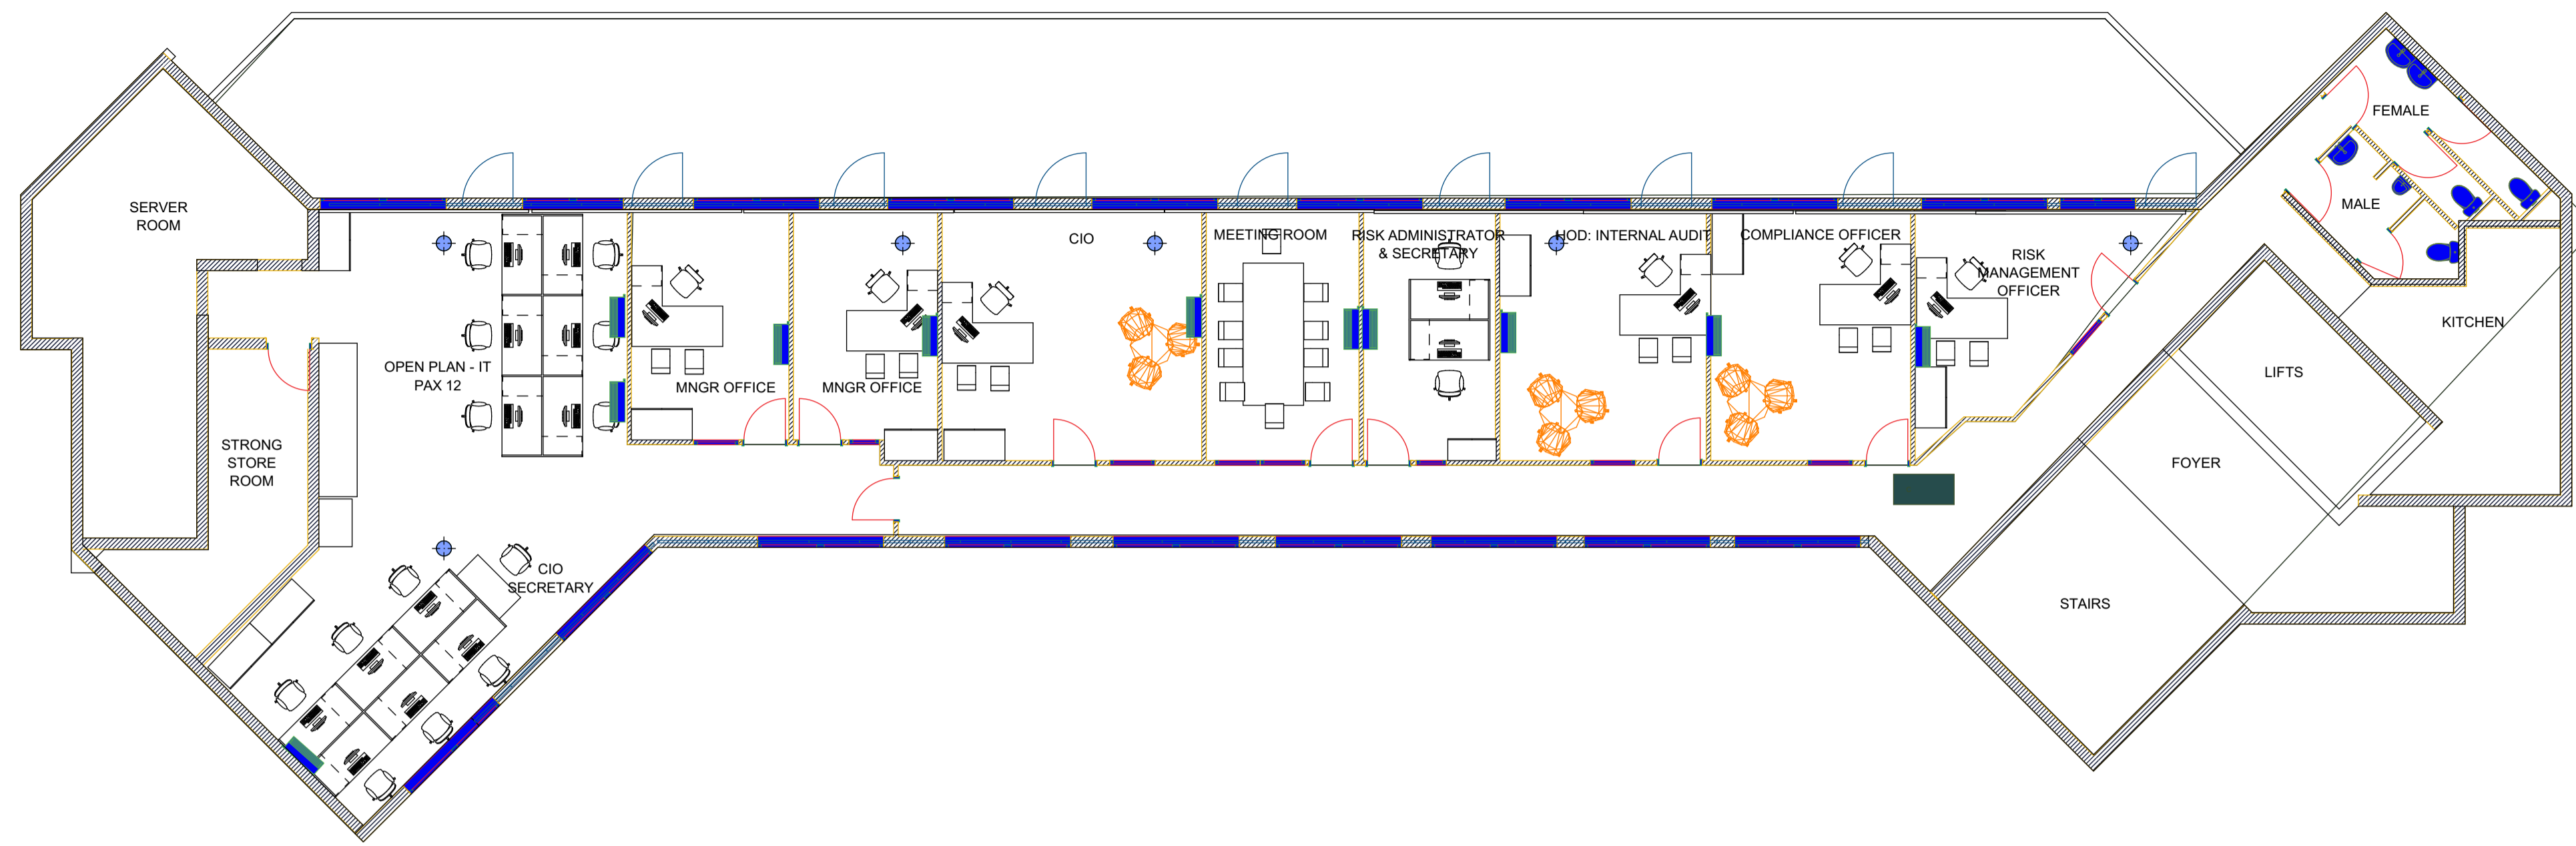 FEMALE
MALE
SERVER
ROOM
CIO
MEETING ROOM
RISK ADMINISTRATOR
& SECRETARY
HOD: INTERNAL AUDIT
COMPLIANCE OFFICER
RISK
MANAGEMENT
OFFICER
KITCHEN
OPEN PLAN - IT
PAX 12
MNGR OFFICE
MNGR OFFICE
LIFTS
STRONG
STORE
ROOM
FOYER
CIO
SECRETARY
STAIRS